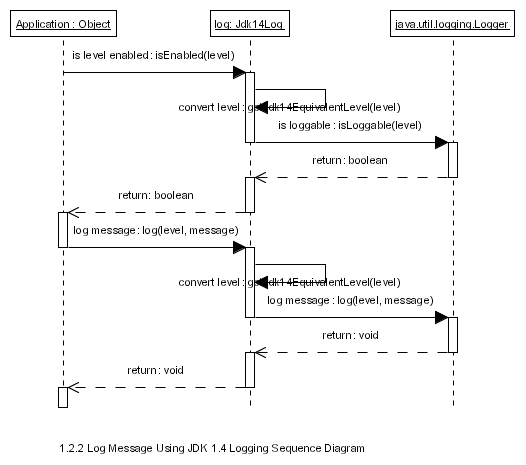 Application : Object
log: Jdk14Log
java.util.logging.Logger
is level enabled : isEnabled(level)
convert level : getJdk14EquivalentLevel(level)
is loggable : isLoggable(level)
return : boolean
return : boolean
log message : log(level, message)
convert level : getJdk14EquivalentLevel(level)
log message : log(level, message)
return : void
return : void
1.2.2 Log Message Using JDK 1.4 Logging Sequence Diagram